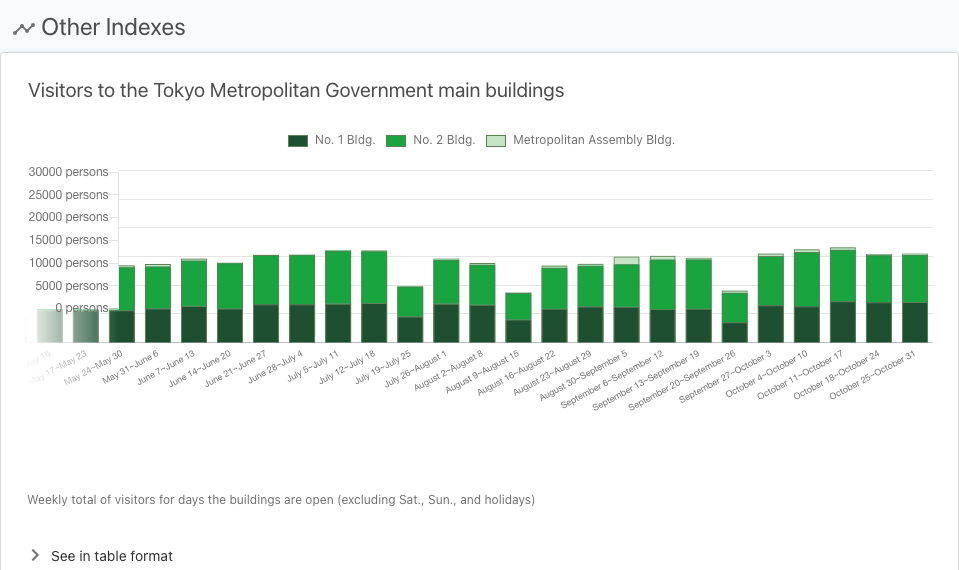 Other Indexes
Visitors to the Tokyo Metropolitan Government main buildings
No. 1 Bldg. No. 2 Bldg. Metropolitan Assembly Bldg.
30000 persons
25000 persons
20000 persons
15000 persons
10000 persons
5000 persons
0 persons
May 17~May 23
May 24~May 30
May 31~June 6
June 7~June 13
June 14~June 20
June 21~June 27
June 28~July 4
July 5~July 11
July 12~July 18
July 19~July 25
July 26~August 1
August 2~August 8
August 9~August 15
August 16~August 22
August 23~August 29
August 30~September 5
September 6~September 12
September 13~September 19
September 20~September 26
September 27~October 3
October 4~October 10
October 11~October 17
October 18~October 24
October 25~October 31
Weekly total of visitors for days the buildings are open (excluding Sat., Sun., and holidays)
See in table format